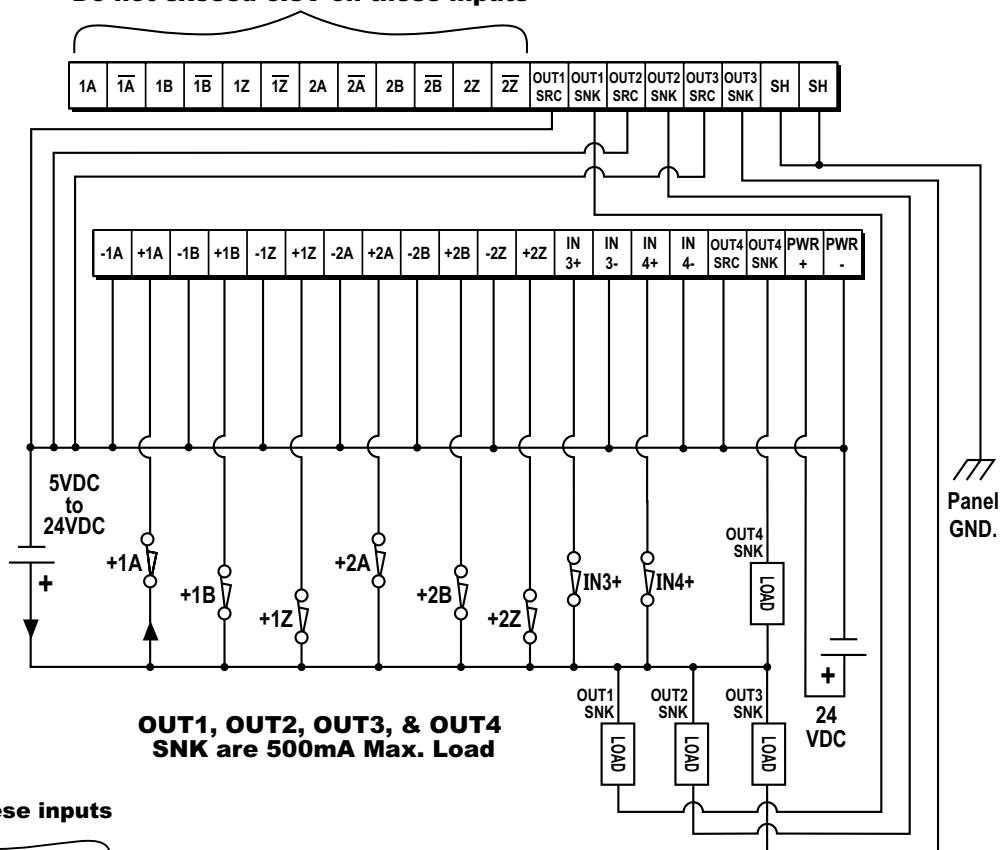 1A 1A 1B 1B 1Z 1Z 2A 2A 2B 2B 2Z 2Z OUT1 SRC OUT1 SNK OUT2 SRC OUT2 SNK OUT3 SRC OUT3 SNK SH SH
-1A +1A -1B +1B -1Z +1Z -2A +2A -2B +2B -2Z +2Z IN 3+ IN 3- IN 4+ IN 4- OUT4 SRC OUT4 SNK PWR + PWR -
5VDC
to
24VDC
+
+1A
+1B
+1Z
+2A
+2B
+2Z
IN3+
IN4+
OUT4
SNK
LOAD
Panel
GND.
+
24
VDC
OUT1
SNK
LOAD
OUT2
SNK
LOAD
OUT3
SNK
LOAD
OUT1, OUT2, OUT3, & OUT4
SNK are 500mA Max. Load
ese inputs